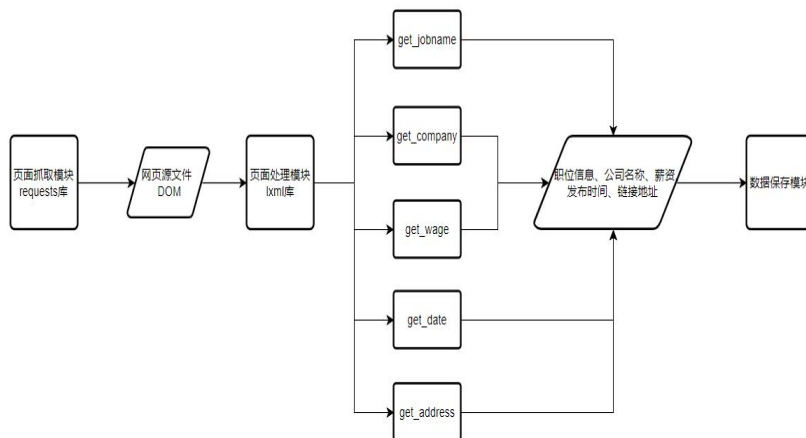 页面抓取模块
requests库
网页源文件
DOM
页面处理模块
lxml库
get_jobname
get_company
get_wage
get_date
get_address
职位信息、公司名称、薪资
发布时间、链接地址
数据保存模块